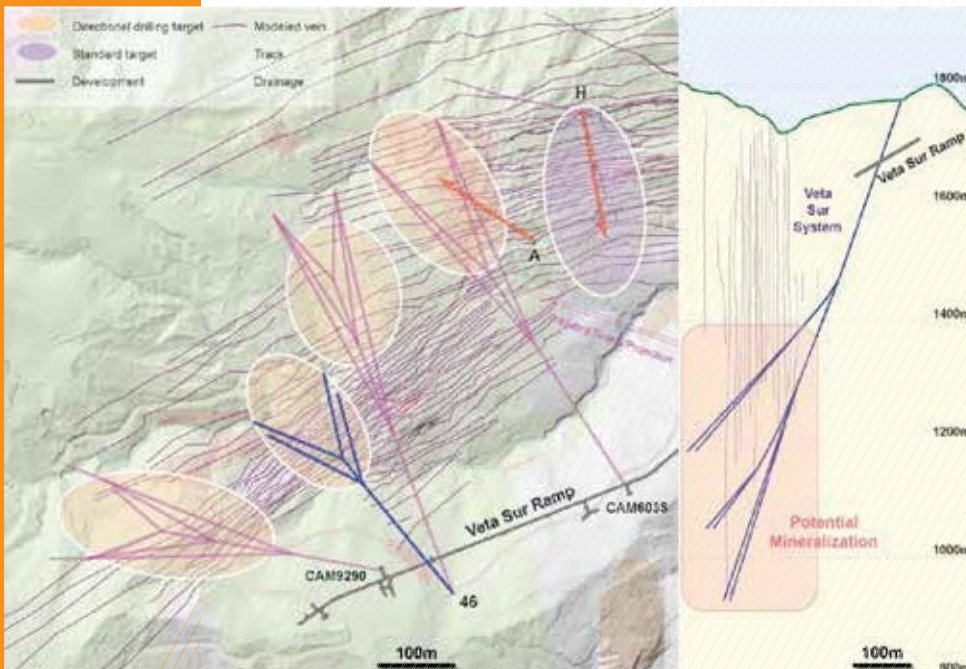 Directional drilling target
Modeled vein
Standard target
Track
Development
Drainage
H
A
Veta Sur Ramp
CAM603S
CAM9290
46
100m
1800m
Veta Sur Ramp
1600m
Veta
Sur
System
1400m
1200m
Potential
Mineralization
1000m
100m